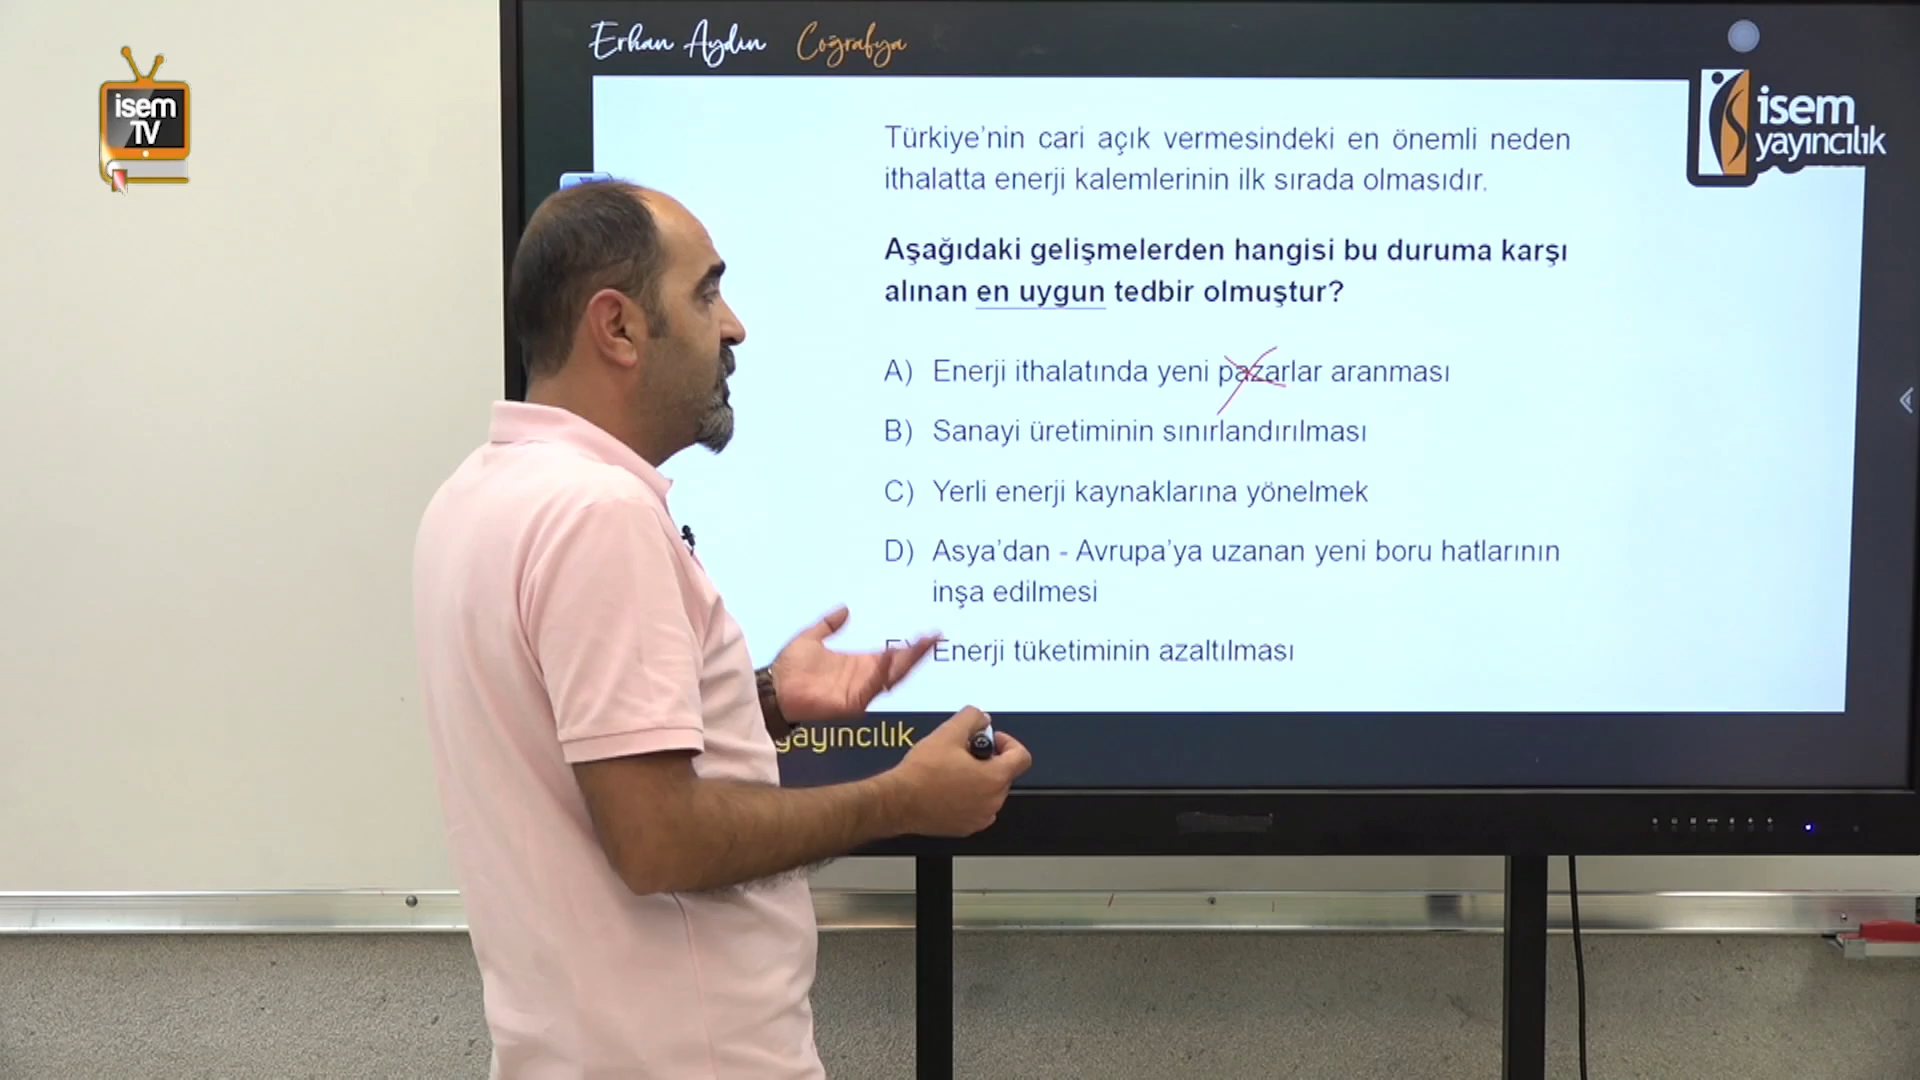 isem
TV
Erhan Aydın Coğrafya
isem
yayıncılık
Türkiye'nin cari açık vermesindeki en önemli neden
ithalatta enerji kalemlerinin ilk sırada olmasıdır.
Aşağıdaki gelişmelerden hangisi bu duruma karşı
alınan en uygun tedbir olmuştur?
A) Enerji ithalatında yeni pazarlar aranması
B) Sanayi üretiminin sınırlandırılması
C) Yerli enerji kaynaklarına yönelmek
D) Asya'dan - Avrupa'ya uzanan yeni boru hatlarının
inşa edilmesi
E) Enerji tüketiminin azaltılması
yayıncılık